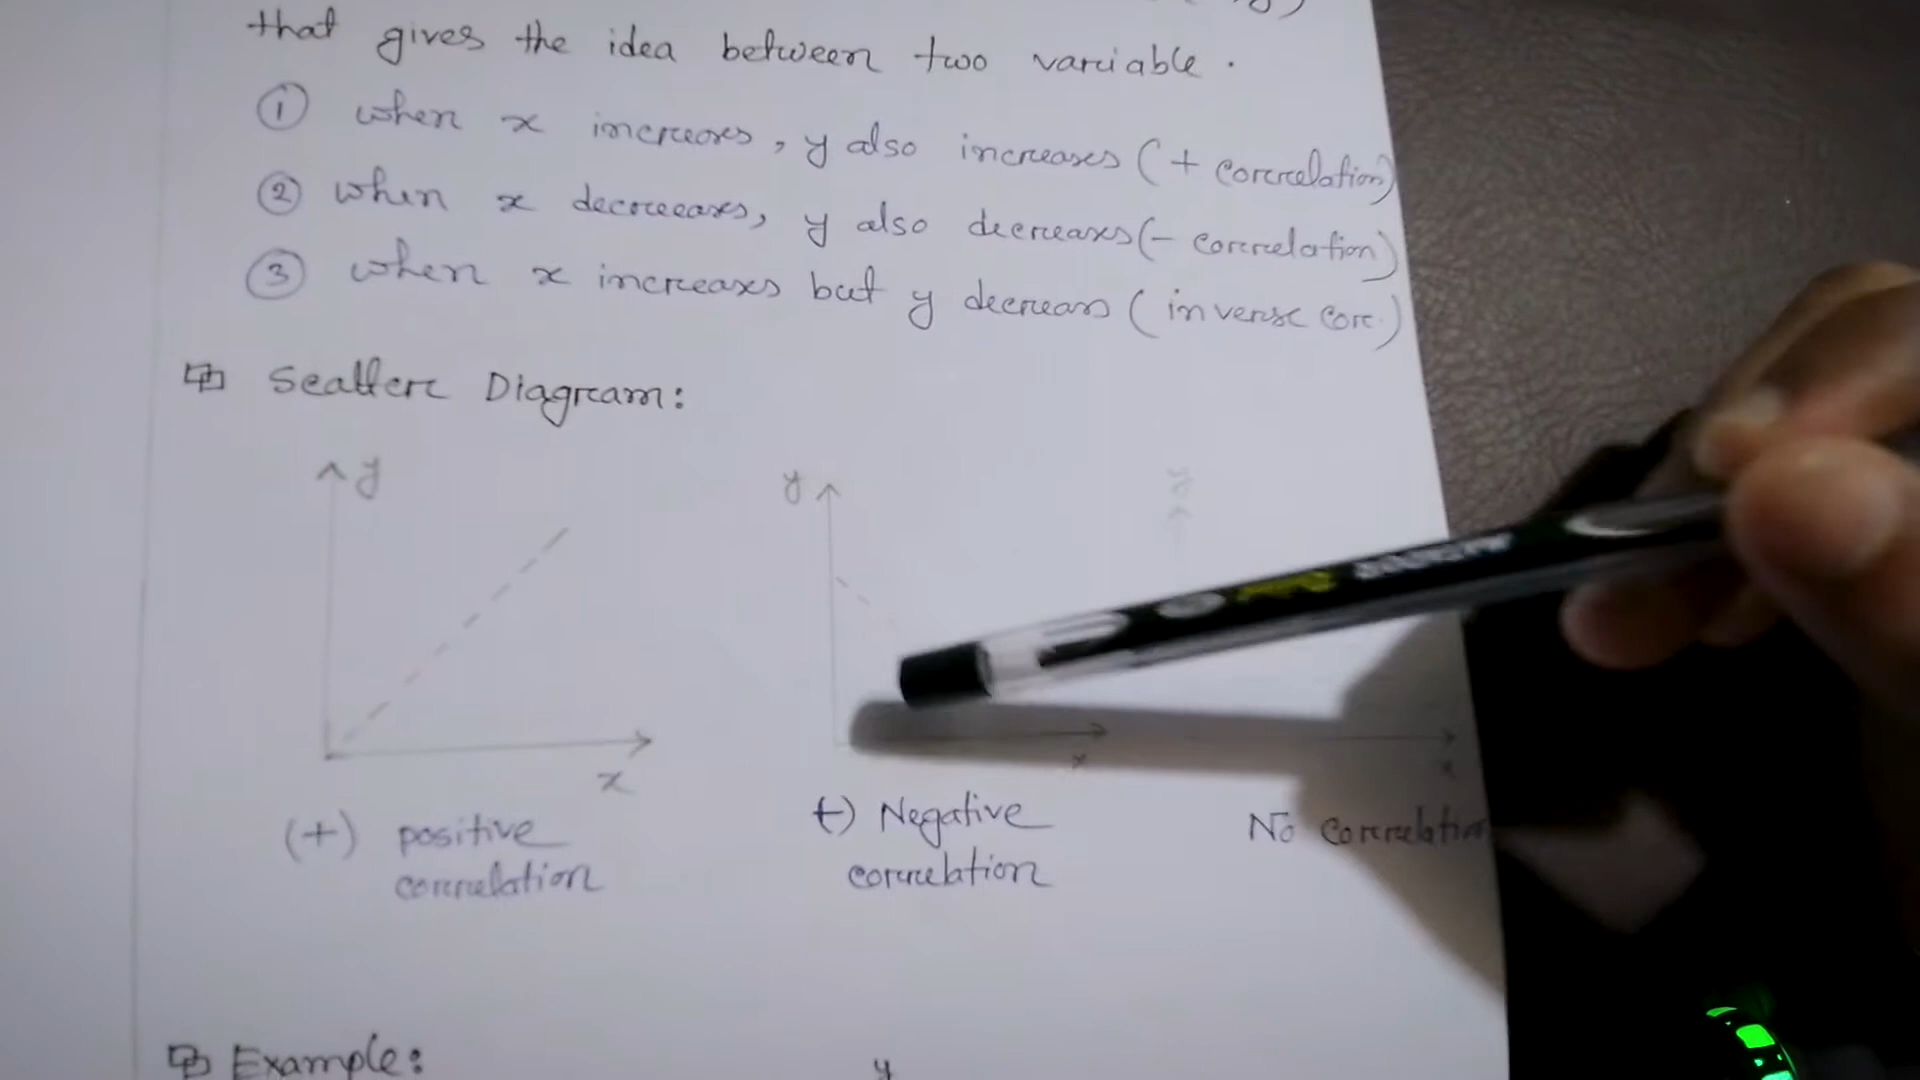 that gives the idea between two variable.
① when x increases, y also increases (+ correlation)
② when x decreases, y also decreases (- correlation)
③ when x increases but y decreases (inverse corr.)
Scatter Diagram:
y
y
y
x
x
x
(+) positive correlation
(-) Negative correlation
No correlation
Example:
y